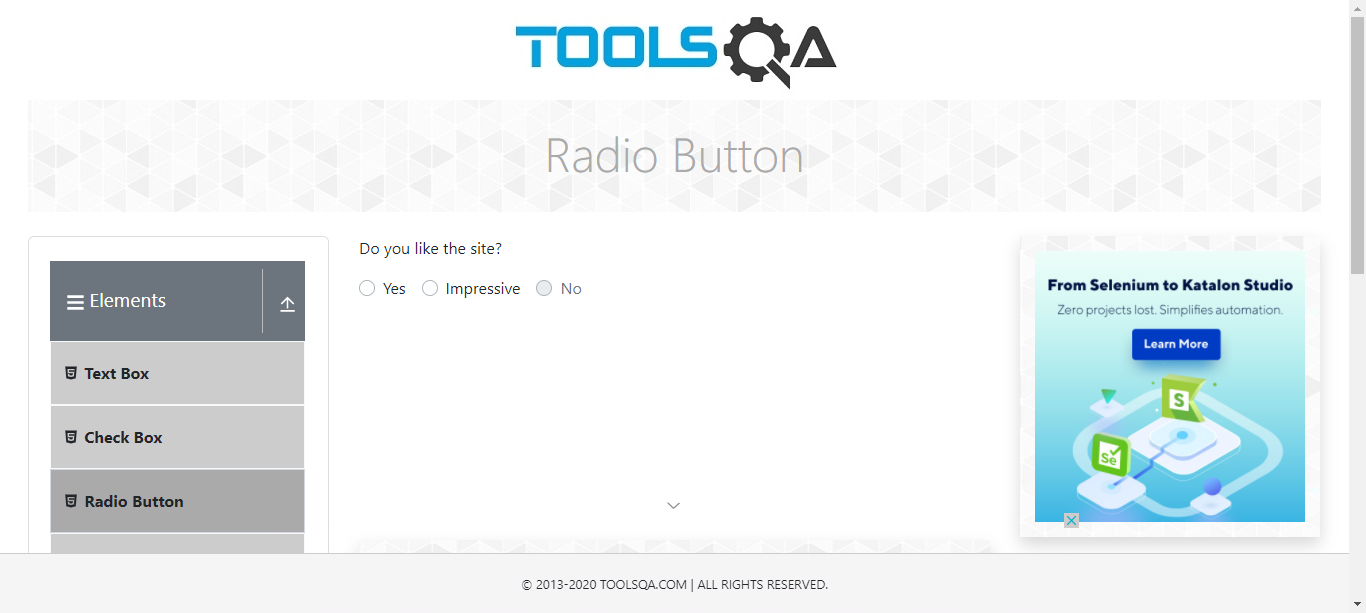 TOOLSQA
Radio Button
Elements
Text Box
Check Box
Radio Button
Do you like the site?
Yes Impressive No
From Selenium to Katalon Studio
Zero projects lost. Simplifies automation.
Learn More
S
Se
© 2013-2020 TOOLSQA.COM | ALL RIGHTS RESERVED.